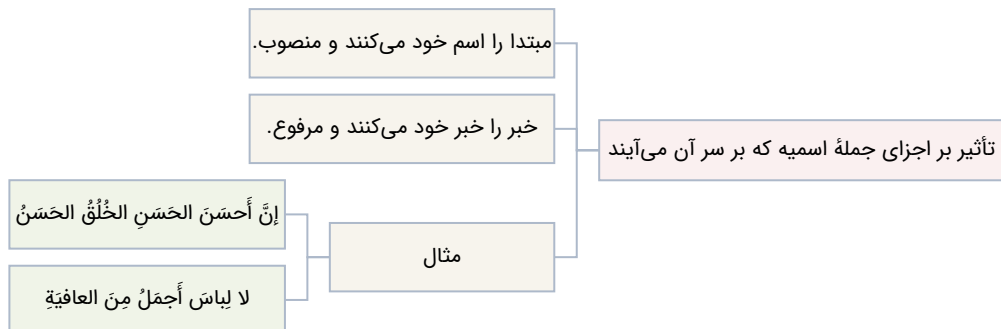 تأثیر بر اجزای جملهٔ اسمیه که بر سر آن می‌آیند
مبتدا را اسم خود می‌کنند و منصوب.
خبر را خبر خود می‌کنند و مرفوع.
مثال
إنَّ أَحسَنَ الحَسَنِ الخُلُقُ الحَسَنُ
لا لِباسَ أَجمَلُ مِنَ العافیَةِ